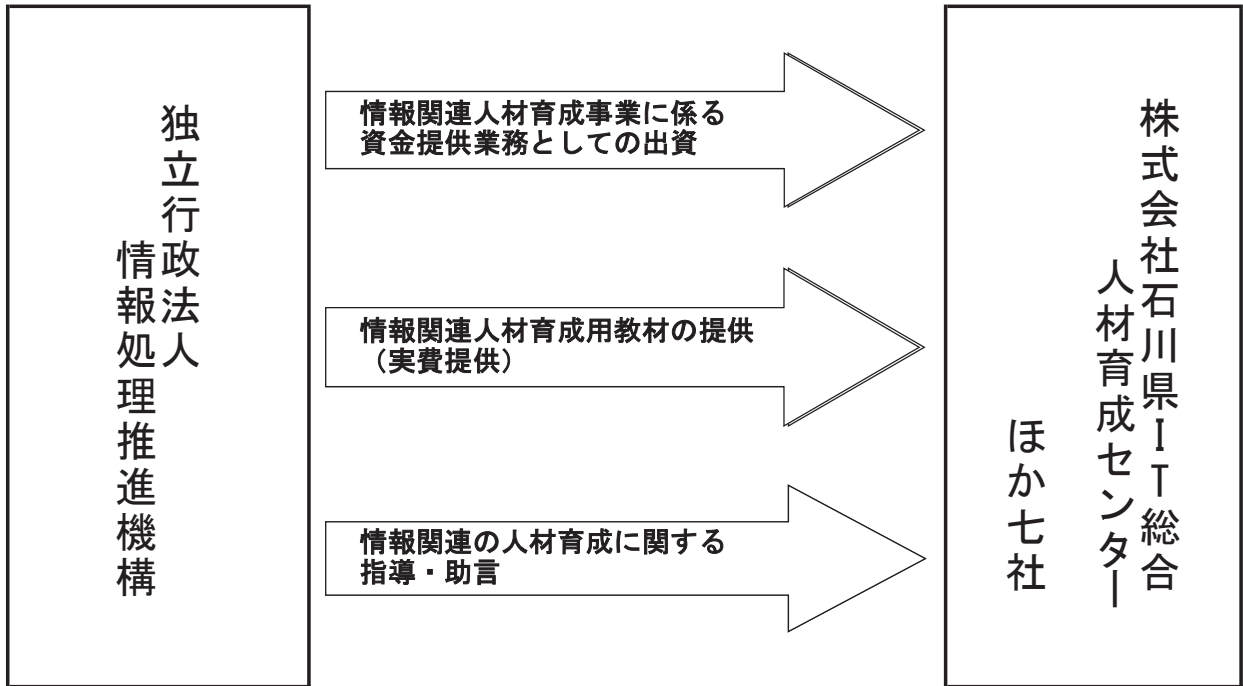 独立行政法人
情報処理推進機構
情報関連人材育成事業に係る
資金提供業務としての出資
情報関連人材育成用教材の提供
（実費提供）
情報関連の人材育成に関する
指導・助言
株式会社石川県ＩＴ総合
人材育成センター
ほか七社